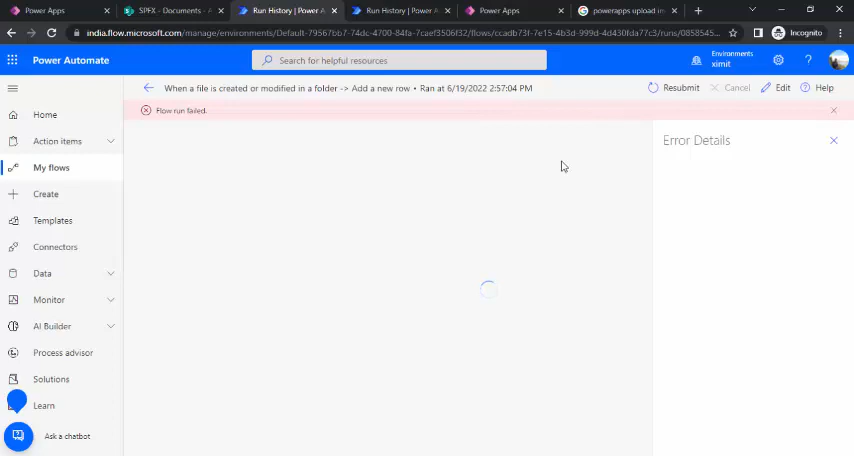 Power Apps
SPFX - Documents - A
Run History | Power A
Run History | Power A
Power Apps
powerapps upload im
india.flow.microsoft.com/manage/environments/Default-79567bb7-74dc-4700-84fa-7caef3506f32/flows/ccadb73f-7e15-4b3d-999d-4d430fda77c3/runs/0858545...
Incognito
Power Automate
Search for helpful resources
Environments
ximit
When a file is created or modified in a folder -> Add a new row • Ran at 6/19/2022 2:57:04 PM
Resubmit
Cancel
Edit
Help
Flow run failed.
Error Details
Home
Action items
My flows
Create
Templates
Connectors
Data
Monitor
AI Builder
Process advisor
Solutions
Learn
Ask a chatbot